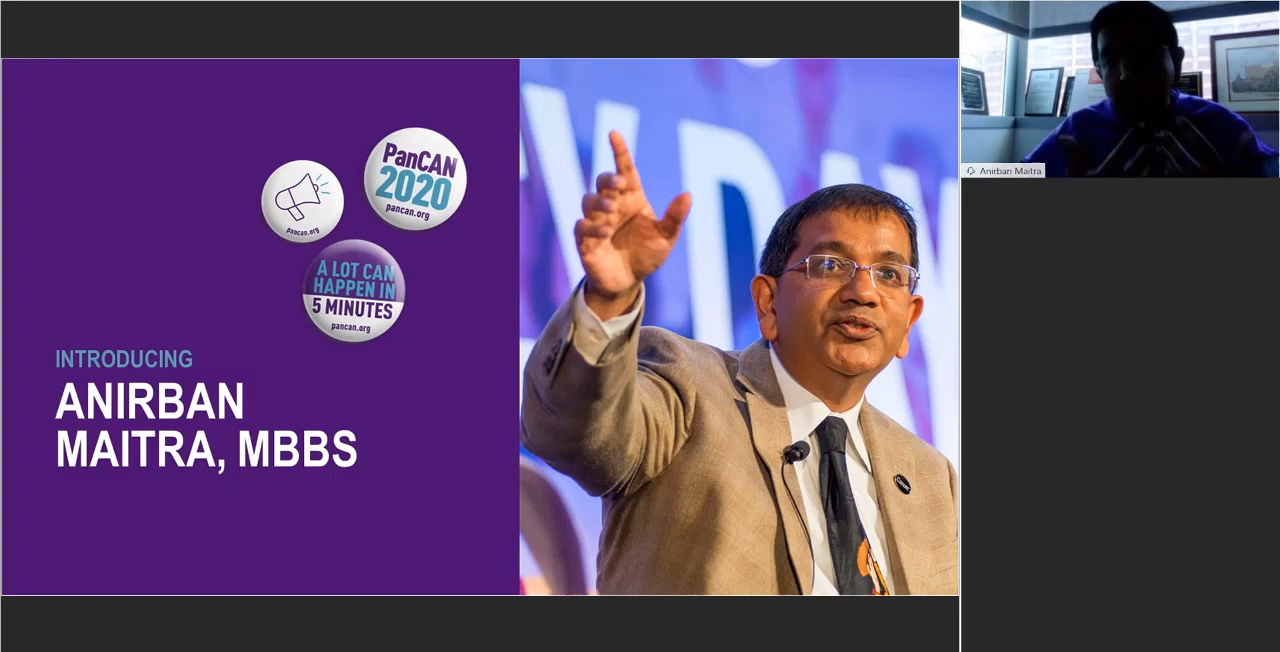 PanCAN
2020
pancan.org
pancan.org
A LOT CAN
HAPPEN IN
5 MINUTES
pancan.org
INTRODUCING
ANIRBAN
MAITRA, MBBS
Anirban Maitra